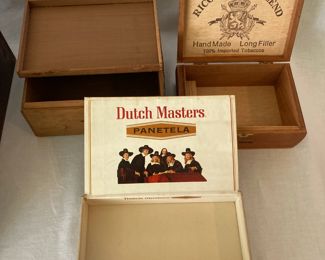 Hand Made Long Filler
100% Imported Tobaccos
Dutch Masters
PANETELA